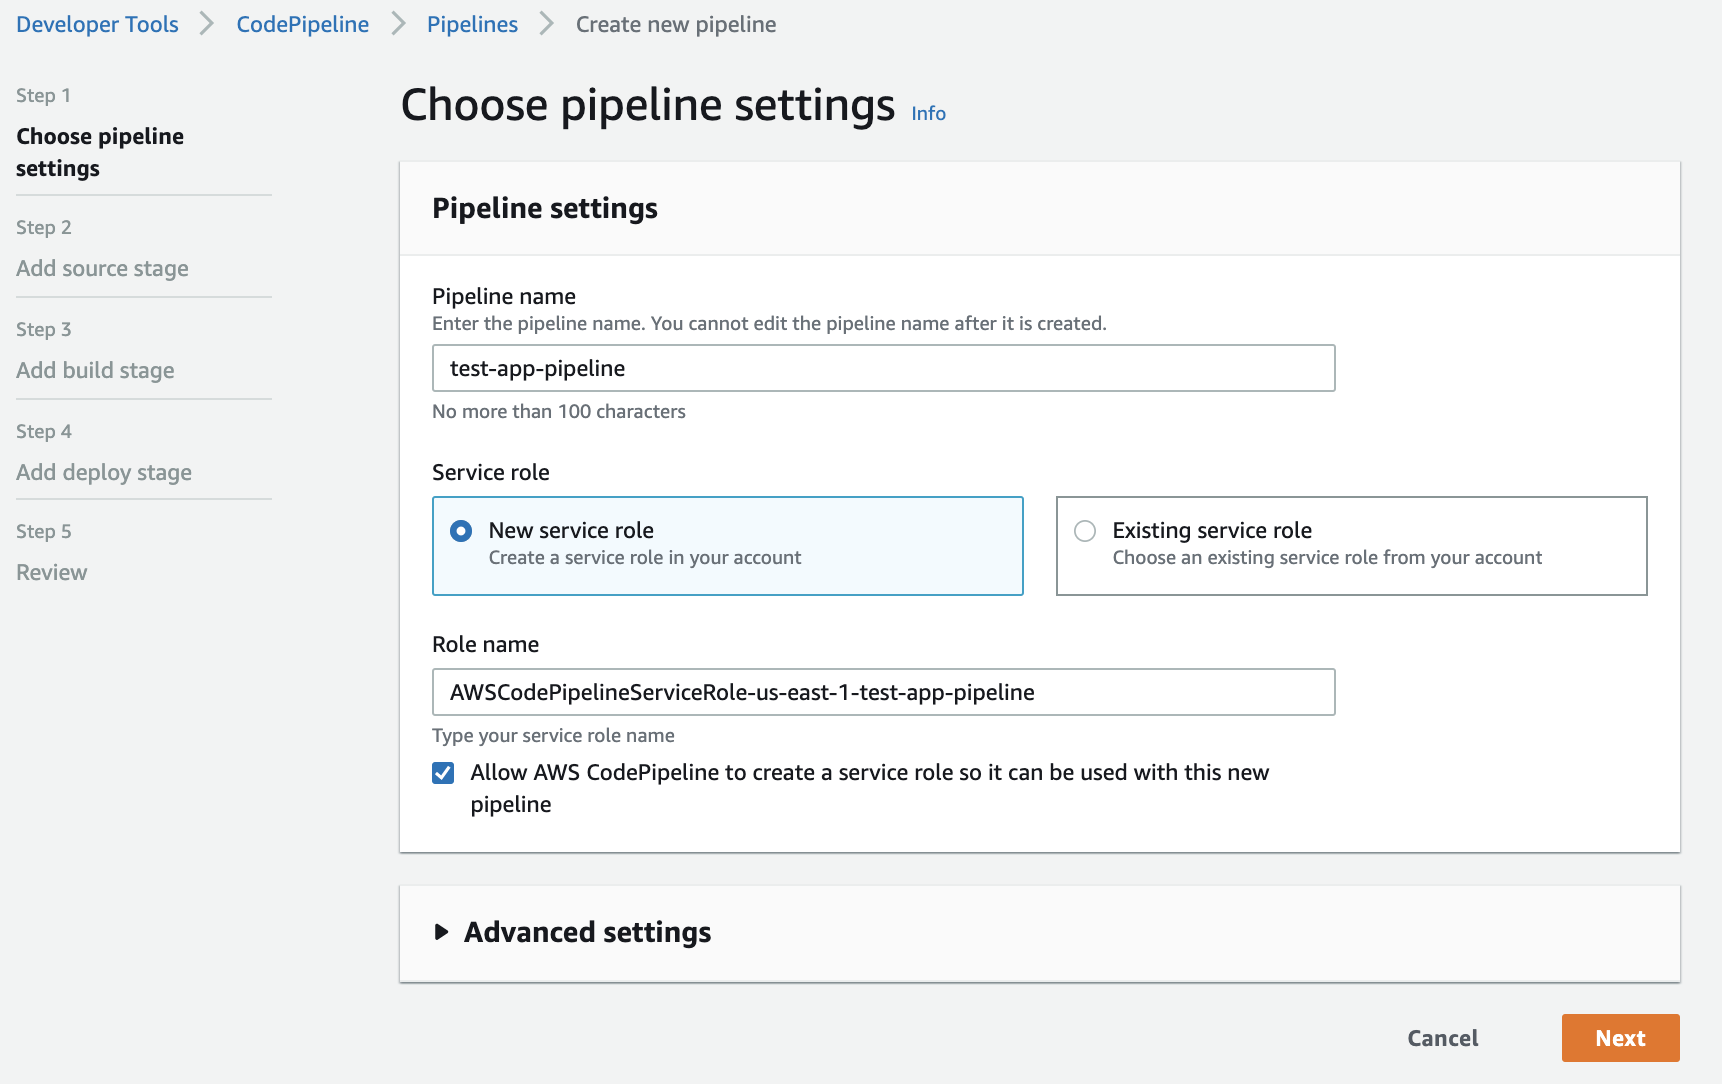 Developer Tools
CodePipeline
Pipelines
Create new pipeline
Step 1
Choose pipeline
settings
Step 2
Add source stage
Step 3
Add build stage
Step 4
Add deploy stage
Step 5
Review
Choose pipeline settings Info
Pipeline settings
Pipeline name
Enter the pipeline name. You cannot edit the pipeline name after it is created.
test-app-pipeline
No more than 100 characters
Service role
New service role
Create a service role in your account
Existing service role
Choose an existing service role from your account
Role name
AWSCodePipelineServiceRole-us-east-1-test-app-pipeline
Type your service role name
Allow AWS CodePipeline to create a service role so it can be used with this new
pipeline
Advanced settings
Cancel
Next